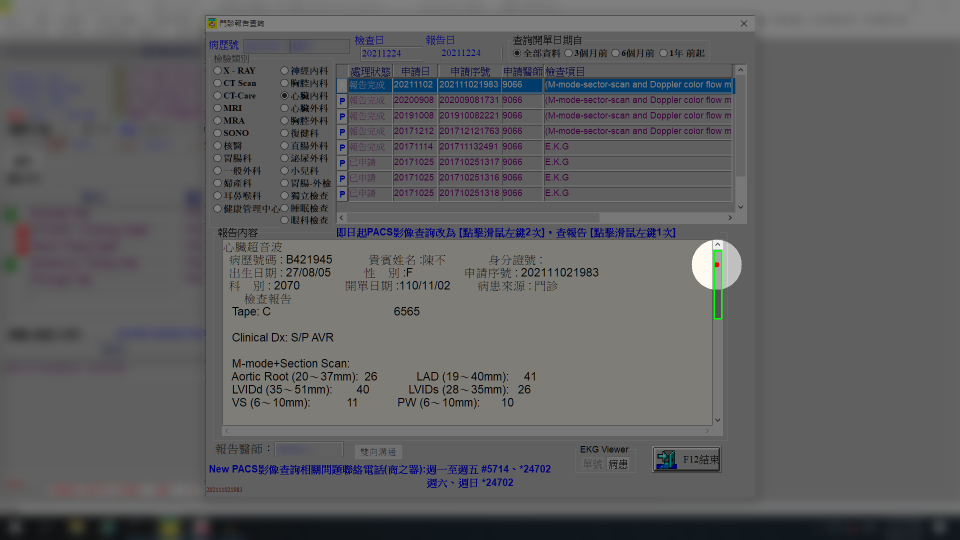 門診報告查詢
病歷號
檢查日 報告日
20211224 20211224
查詢開單日期自
全部資料 3個月前 6個月前 1年 前起
檢驗類別
X - RAY 神經內科
CT Scan 胸腔內科
CT-Care 心臟內科
MRI 心臟外科
MRA 胸腔外科
SONO 復健科
核醫 直腸外科
胃腸科 泌尿外科
一般外科 小兒科
婦產科 胃腸-外檢
耳鼻喉科 獨立檢查
健康管理中心 睡眠檢查
眼科檢查
處理狀態 申請日 申請序號 申請醫師 檢查項目
報告完成 20211102 202111021983 9066 (M-mode-sector-scan and Doppler color flow m
P 報告完成 20200908 202009081731 9066 (M-mode-sector-scan and Doppler color flow m
P 報告完成 20191008 201910082221 9066 (M-mode-sector-scan and Doppler color flow m
P 報告完成 20171212 201712121763 9066 (M-mode-sector-scan and Doppler color flow m
P 報告完成 20171114 201711132491 9066 E.K.G
P 已申請 20171025 201710251317 9066 E.K.G
P 已申請 20171025 201710251316 9066 E.K.G
P 已申請 20171025 201710251318 9066 E.K.G
報告內容
即日起PACS影像查詢改為 [點擊滑鼠左鍵2次]，查報告 [點擊滑鼠左鍵1次]
心臟超音波
病歷號碼 : B421945 貴賓姓名 :陳不 身分證號 :
出生日期 : 27/08/05 性 別 :F 申請序號 : 202111021983
科 別 : 2070 開單日期 :110/11/02 病患來源 : 門診
檢查報告
Tape: C 6565
Clinical Dx: S/P AVR
M-mode+Section Scan:
Aortic Root (20～37mm): 26 LAD (19～40mm): 41
LVIDd (35～51mm): 40 LVIDs (28～35mm): 26
VS (6～10mm): 11 PW (6～10mm): 10
報告醫師：
雙向溝通
EKG Viewer
單號 病患
F12結束
New PACS影像查詢相關問題聯絡電話(商之器):週一至週五 #5714、*24702
週六、週日 *24702
202111021983